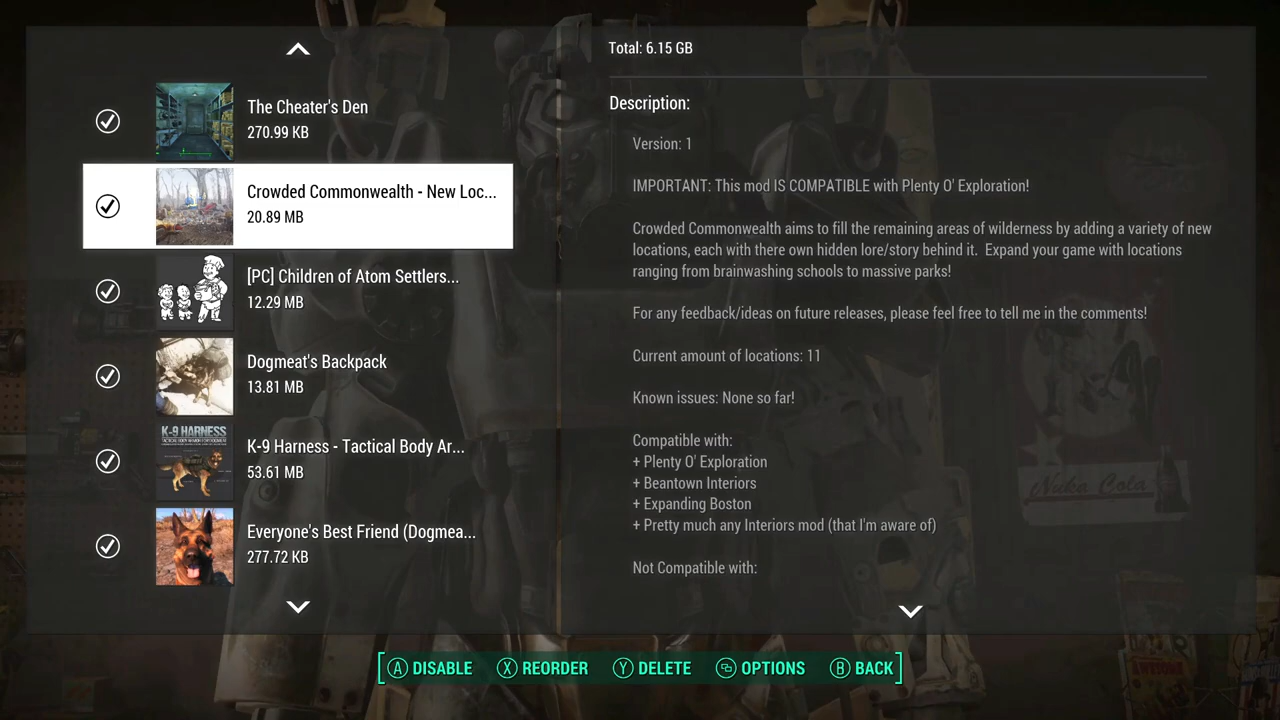 The Cheater's Den
270.99 KB
Crowded Commonwealth - New Loc...
20.89 MB
[PC] Children of Atom Settlers...
12.29 MB
Dogmeat's Backpack
13.81 MB
K-9 HARNESS
K-9 Harness - Tactical Body Ar...
53.61 MB
Everyone's Best Friend (Dogmea...
277.72 KB
Total: 6.15 GB
Description:
Version: 1
IMPORTANT: This mod IS COMPATIBLE with Plenty O' Exploration!
Crowded Commonwealth aims to fill the remaining areas of wilderness by adding a variety of new
locations, each with there own hidden lore/story behind it.  Expand your game with locations
ranging from brainwashing schools to massive parks!
For any feedback/ideas on future releases, please feel free to tell me in the comments!
Current amount of locations: 11
Known issues: None so far!
Compatible with:
+ Plenty O' Exploration
+ Beantown Interiors
+ Expanding Boston
+ Pretty much any Interiors mod (that I'm aware of)
Not Compatible with:
Nuka Cola
A DISABLE X REORDER Y DELETE OPTIONS B BACK